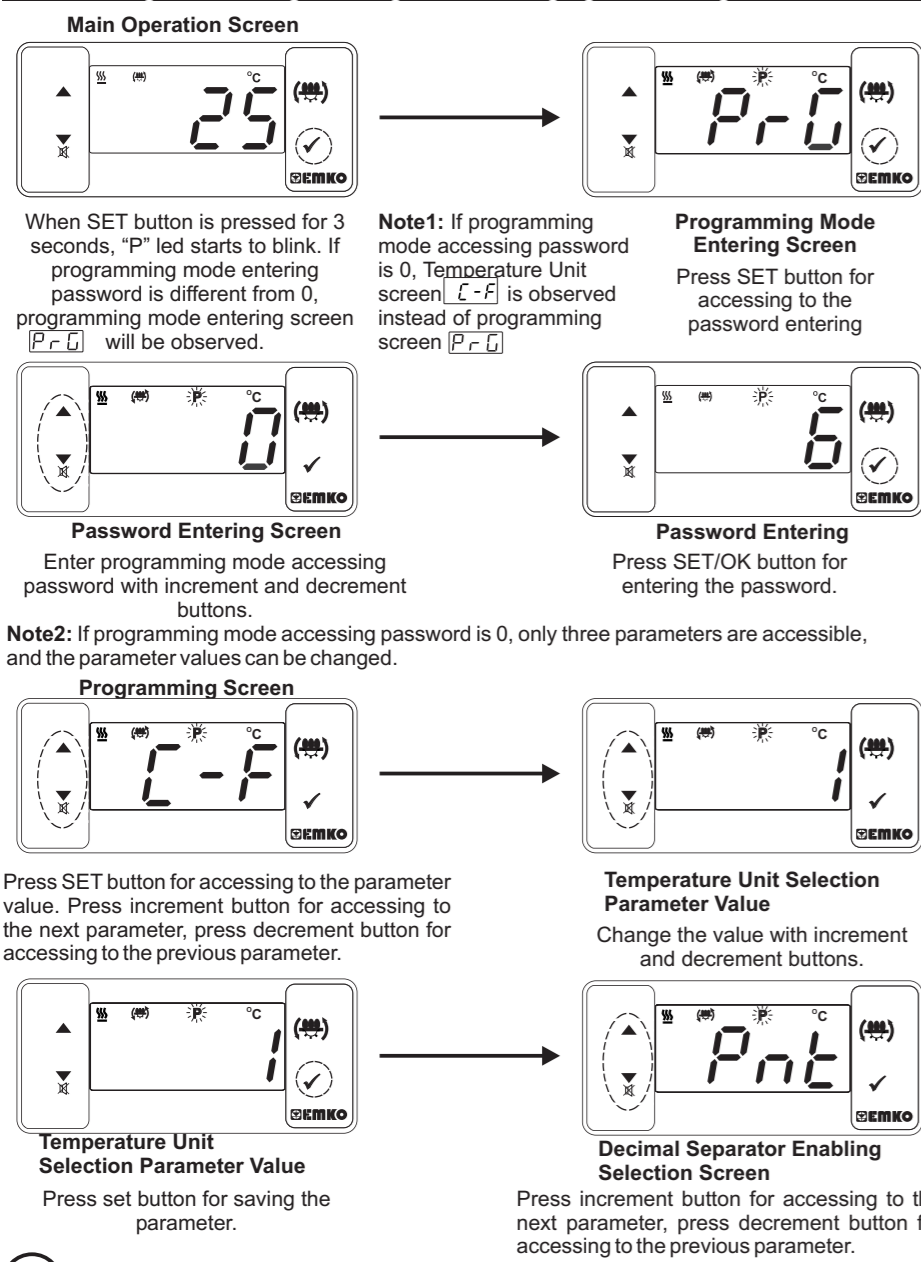 Main Operation Screen
°C
25
EMKO
P
°C
PrG
EMKO
When SET button is pressed for 3
seconds, “P” led starts to blink. If
programming mode entering
password is different from 0,
programming mode entering screen
PrG will be observed.
Note1: If programming
mode accessing password
is 0, Temperature Unit
screen C-F is observed
instead of programming
screen PrG
Programming Mode
Entering Screen
Press SET button for
accessing to the
password entering
P
°C
0
EMKO
P
°C
6
EMKO
Password Entering Screen
Enter programming mode accessing
password with increment and decrement
buttons.
Password Entering
Press SET/OK button for
entering the password.
Note2: If programming mode accessing password is 0, only three parameters are accessible,
and the parameter values can be changed.
Programming Screen
P
°C
C-F
EMKO
P
°C
1
EMKO
Press SET button for accessing to the parameter
value. Press increment button for accessing to
the next parameter, press decrement button for
accessing to the previous parameter.
Temperature Unit Selection
Parameter Value
Change the value with increment
and decrement buttons.
P
°C
1
EMKO
P
°C
Pnt
EMKO
Temperature Unit
Selection Parameter Value
Press set button for saving the
parameter.
Decimal Separator Enabling
Selection Screen
Press increment button for accessing to
next parameter, press decrement button
accessing to the previous parameter.